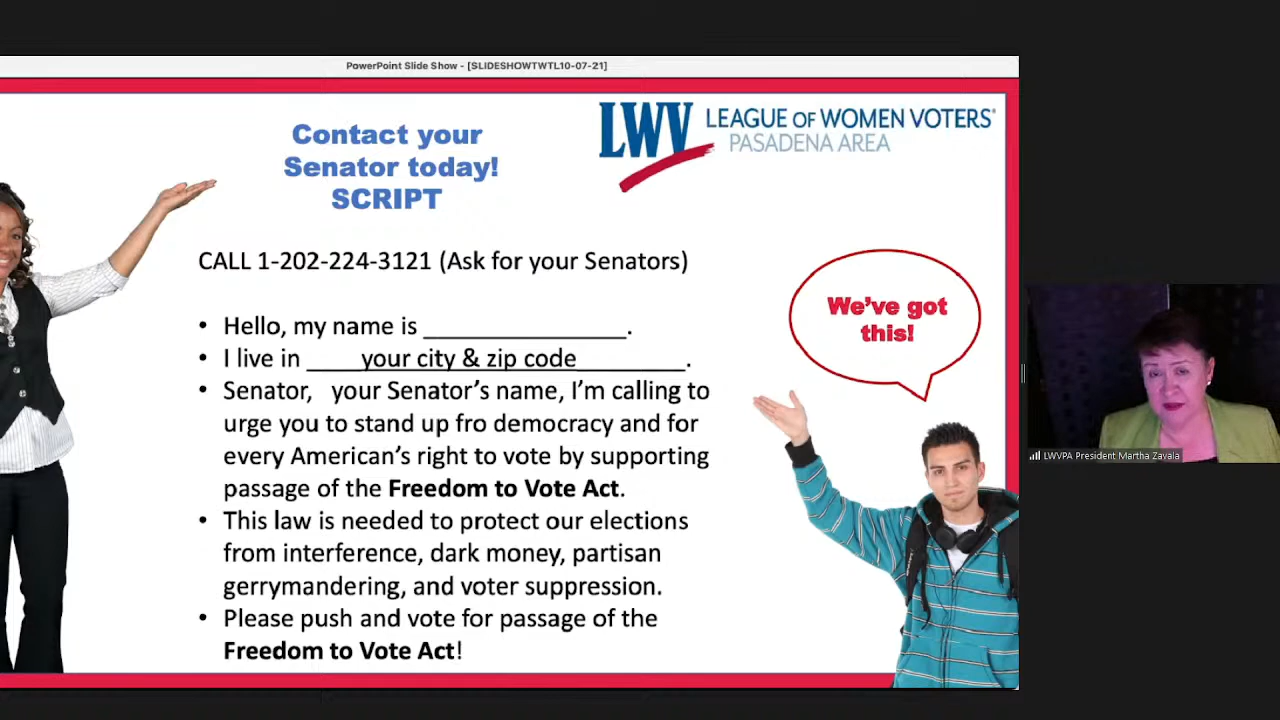 PowerPoint Slide Show - [SLIDESHOWTWTL10-07-21]
Contact your
Senator today!
SCRIPT
LWV LEAGUE OF WOMEN VOTERS®
PASADENA AREA
CALL 1-202-224-3121 (Ask for your Senators)
• Hello, my name is _______________.
• I live in ____your city & zip code________.
• Senator, your Senator's name, I'm calling to
urge you to stand up fro democracy and for
every American's right to vote by supporting
passage of the Freedom to Vote Act.
• This law is needed to protect our elections
from interference, dark money, partisan
gerrymandering, and voter suppression.
• Please push and vote for passage of the
Freedom to Vote Act!
We've got
this!
LWVPA President Martha Zavala